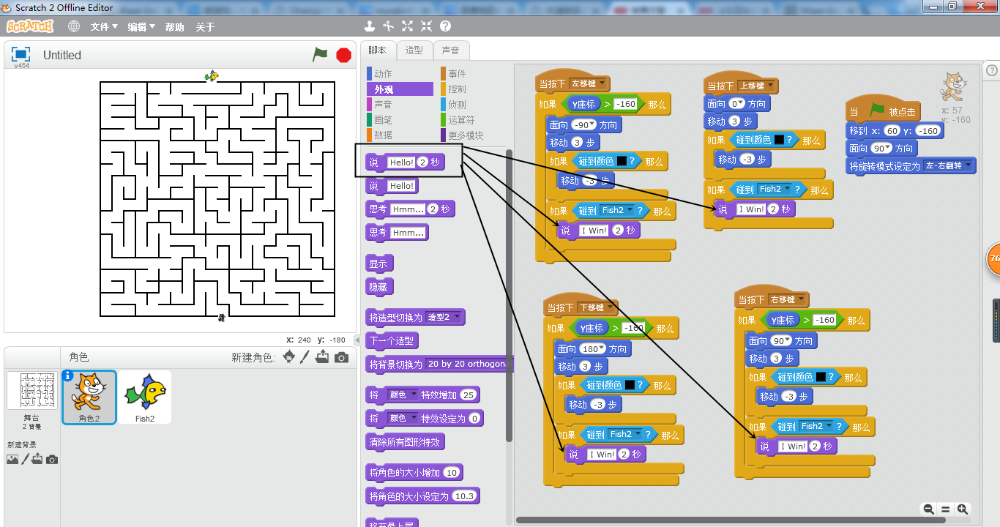 Scratch 2 Offline Editor
SCRATCH 文件 编辑 帮助 关于
v454
Untitled
x: 240 y: -180
角色 新建角色:
舞台
2 背景
新建背景
角色2
Fish2
脚本 造型 声音
动作 事件
外观 控制
声音 侦测
画笔 运算符
数据 更多模块
说 Hello! 2 秒
说 Hello!
思考 Hmm... 2 秒
思考 Hmm...
显示
隐藏
将造型切换为 造型2
下一个造型
将背景切换为 20 by 20 orthogona
将 颜色 特效增加 25
将 颜色 特效设定为 0
清除所有图形特效
将角色的大小增加 10
将角色的大小设定为 10.3
移至最上层
当按下 左移键
如果 y座标 > -160 那么
面向 -90 方向
移动 3 步
如果 碰到颜色 ? 那么
移动 -3 步
如果 碰到 Fish2 ? 那么
说 I Win! 2 秒
当按下 上移键
面向 0 方向
移动 3 步
如果 碰到颜色 ? 那么
移动 -3 步
如果 碰到 Fish2 ? 那么
说 I Win! 2 秒
当 被点击
移到 x: 60 y: -160
面向 90 方向
将旋转模式设定为 左-右翻转
x: 57
y: -160
当按下 下移键
如果 y座标 > -160 那么
面向 180 方向
移动 3 步
如果 碰到颜色 ? 那么
移动 -3 步
如果 碰到 Fish2 ? 那么
说 I Win! 2 秒
当按下 右移键
如果 y座标 > -160 那么
面向 90 方向
移动 3 步
如果 碰到颜色 ? 那么
移动 -3 步
如果 碰到 Fish2 ? 那么
说 I Win! 2 秒
76